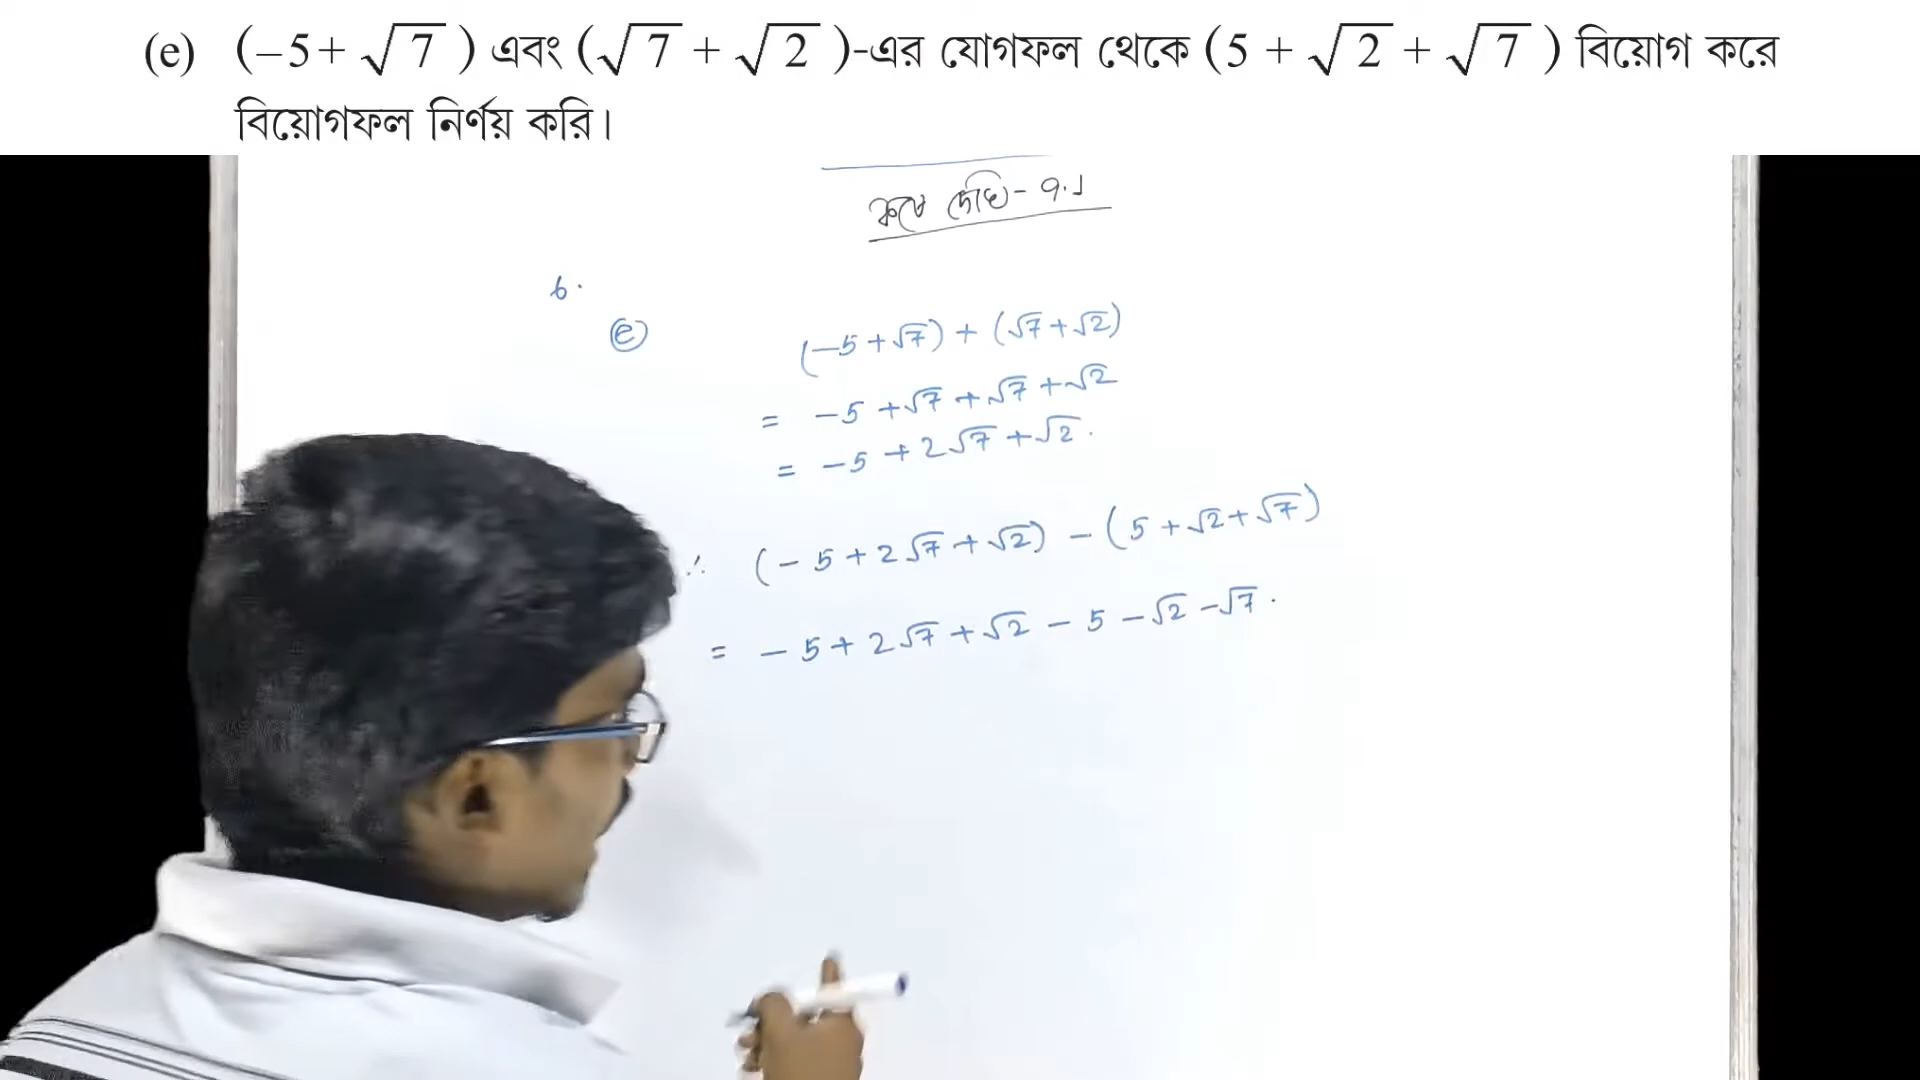 (e) (–5+ √7 ) এবং (√7 + √2 )-এর যোগফল থেকে (5 + √2 + √7 ) বিয়োগ করে
বিয়োগফল নির্ণয় করি।
কষে দেখি - ৭.১
6.
(e) (-5+√7) + (√7+√2)
= -5 +√7 +√7 +√2
= -5 +2√7 +√2.
∴ (-5+2√7+√2) - (5+√2+√7)
= -5+2√7+√2 - 5 -√2 -√7.